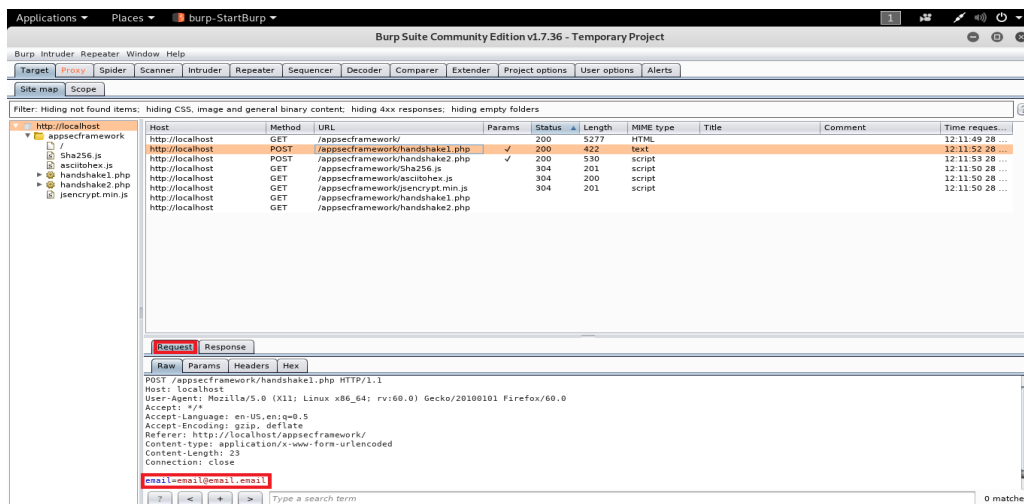 Applications ▾ Places ▾ burp-StartBurp ▾ 1
Burp Suite Community Edition v1.7.36 - Temporary Project
Burp Intruder Repeater Window Help
Target Proxy Spider Scanner Intruder Repeater Sequencer Decoder Comparer Extender Project options User options Alerts
Site map Scope
Filter: Hiding not found items; hiding CSS, image and general binary content; hiding 4xx responses; hiding empty folders ?
http://localhost
appsecframework
/
Sha256.js
asciitohex.js
handshake1.php
handshake2.php
jsencrypt.min.js
Host Method URL Params Status ▲ Length MIME type Title Comment Time reques...
http://localhost GET /appsecframework/ 200 5277 HTML 12:11:49 28 ...
http://localhost POST /appsecframework/handshake1.php ✓ 200 422 text 12:11:52 28 ...
http://localhost POST /appsecframework/handshake2.php ✓ 200 530 script 12:11:53 28 ...
http://localhost GET /appsecframework/Sha256.js 304 201 script 12:11:50 28 ...
http://localhost GET /appsecframework/asciitohex.js 304 200 script 12:11:50 28 ...
http://localhost GET /appsecframework/jsencrypt.min.js 304 201 script 12:11:50 28 ...
http://localhost GET /appsecframework/handshake1.php
http://localhost GET /appsecframework/handshake2.php
Request Response
Raw Params Headers Hex
POST /appsecframework/handshake1.php HTTP/1.1
Host: localhost
User-Agent: Mozilla/5.0 (X11; Linux x86_64; rv:60.0) Gecko/20100101 Firefox/60.0
Accept: */*
Accept-Language: en-US,en;q=0.5
Accept-Encoding: gzip, deflate
Referer: http://localhost/appsecframework/
Content-type: application/x-www-form-urlencoded
Content-Length: 23
Connection: close
email=email@email.email
? < + > Type a search term 0 matche